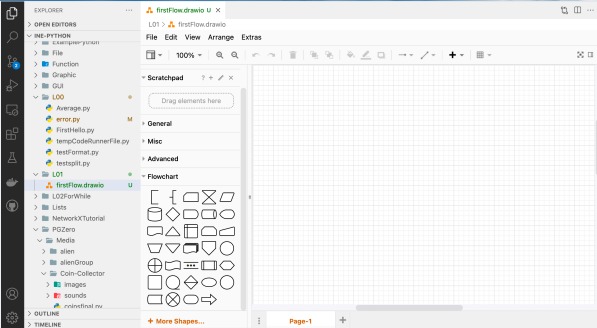 EXPLORER
OPEN EDITORS
INE-PYTHON
ExamplePython
File
Function
Graphic
GUI
L00
Average.py
error.py M
FirstHello.py
tempCodeRunnerFile.py
testFormat.py
testsplit.py
L01
firstFlow.drawio U
L02ForWhile
Lists
NetworkXTutorial
PGZero
Media
alien
alienGroup
Coin-Collector
images
sounds
coinsfinal.py
OUTLINE
TIMELINE
2
firstFlow.drawio U ×
L01 > firstFlow.drawio
File Edit View Arrange Extras
100%
Scratchpad ? + ×
Drag elements here
General
Misc
Advanced
Flowchart
+ More Shapes...
Page-1 +